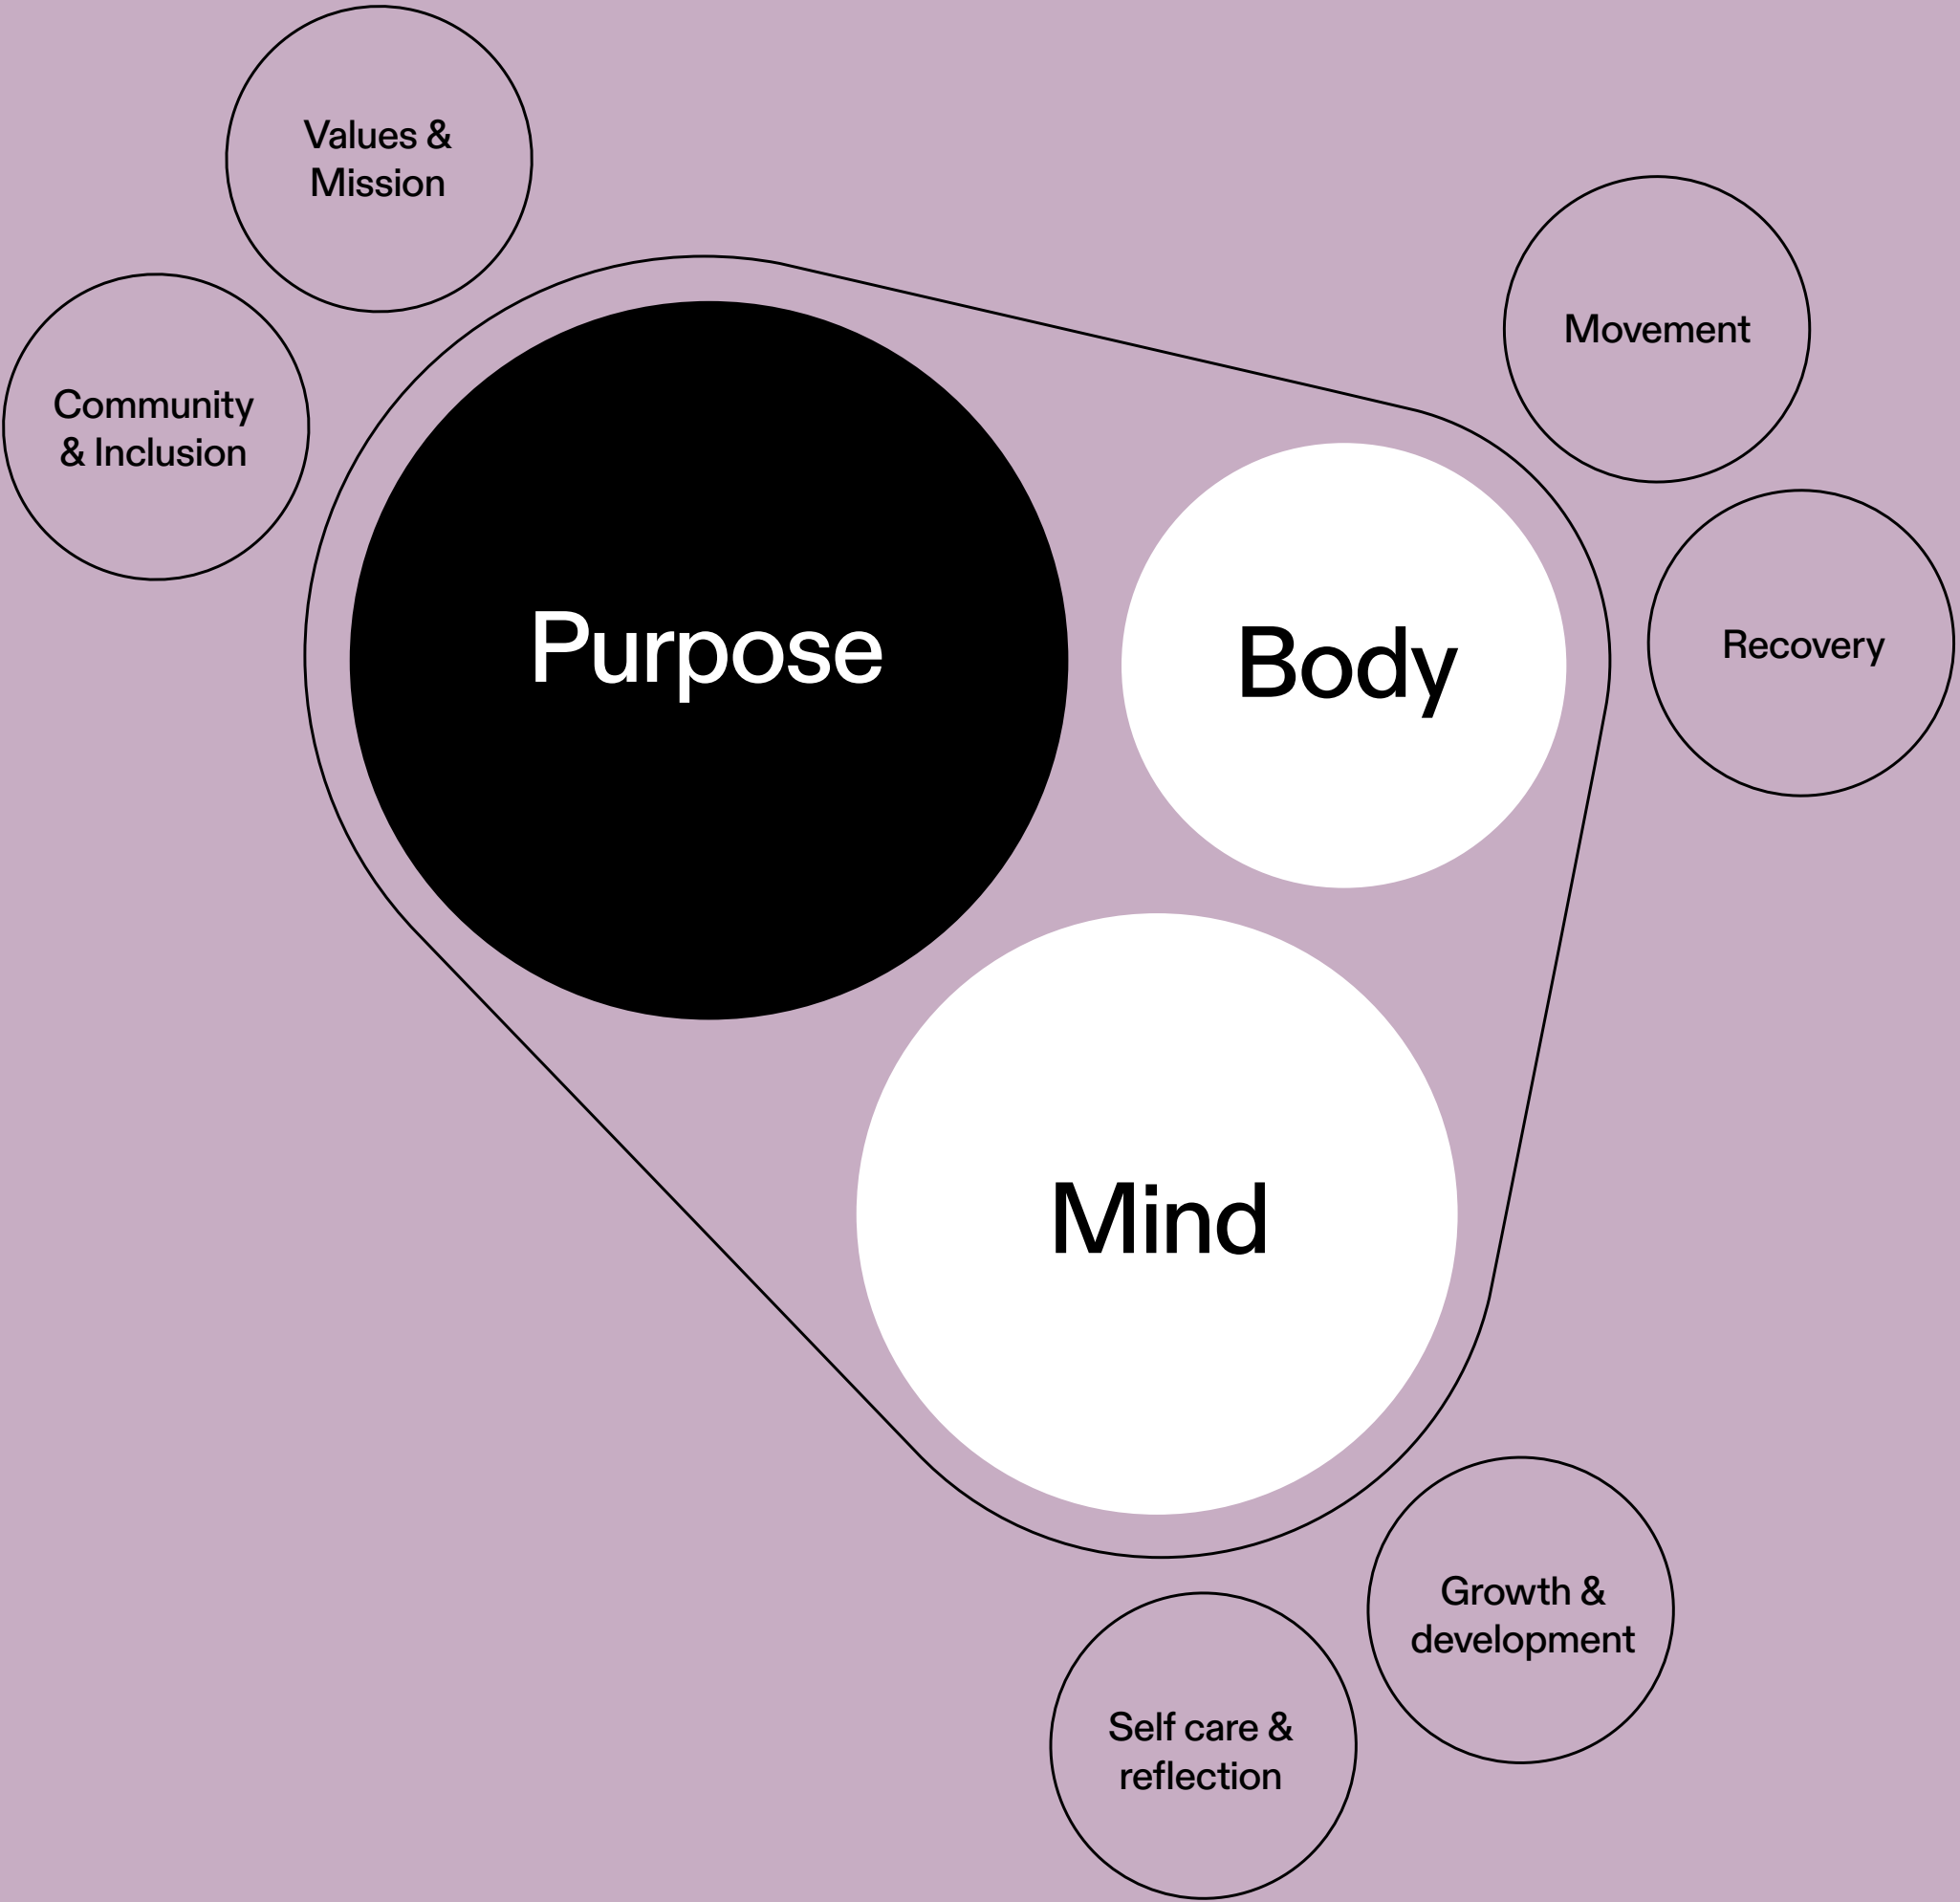 Values &
Mission
Community
& Inclusion
Movement
Recovery
Purpose
Body
Mind
Growth &
development
Self care &
reflection